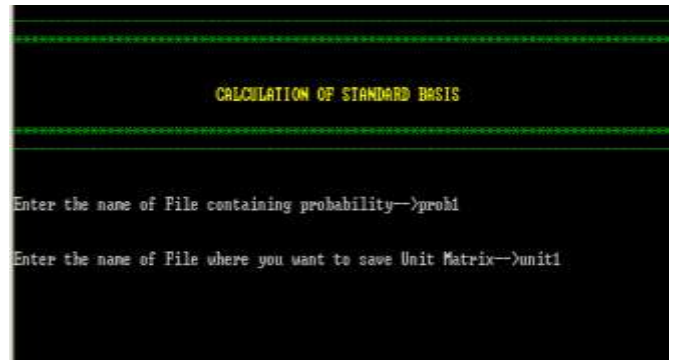 CALCULATION OF STANDARD BASIS
Enter the name of File containing probability-->prob1
Enter the name of File where you want to save Unit Matrix-->unit1